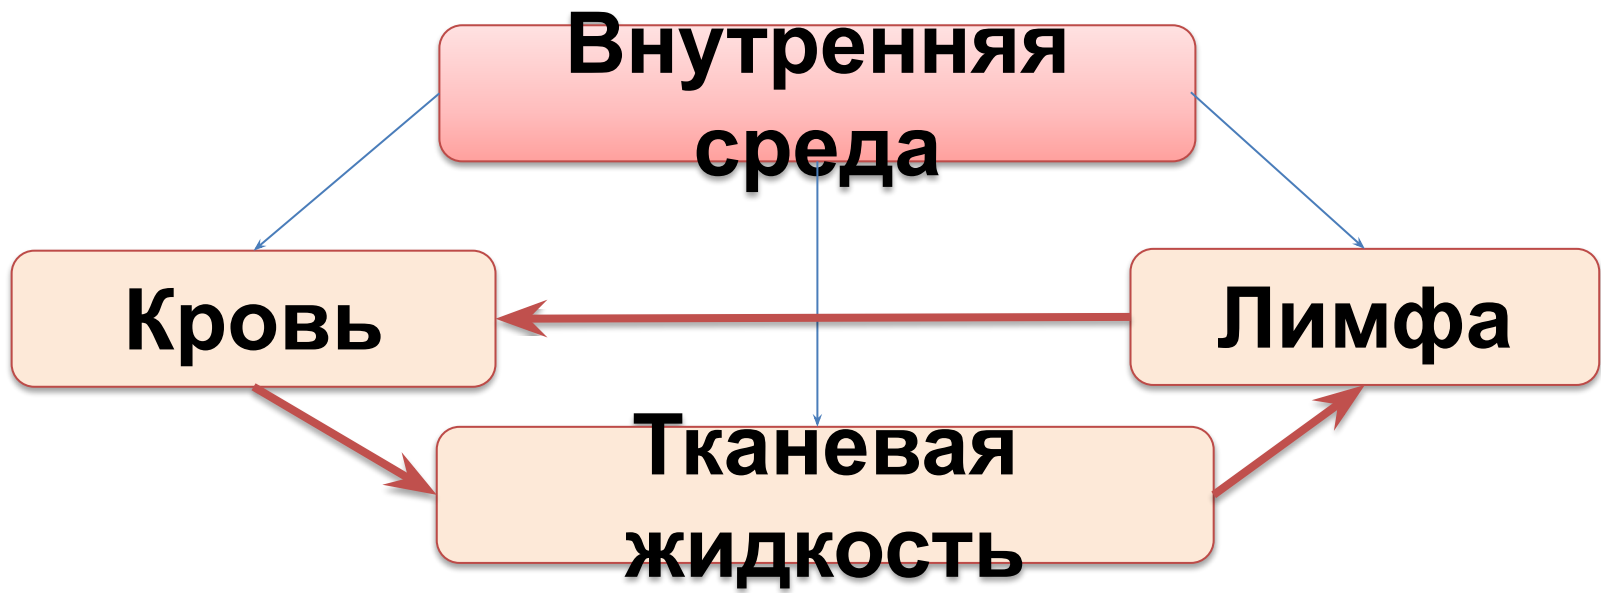 Внутренняя
среда
Кровь
Лимфа
Тканевая
жидкость